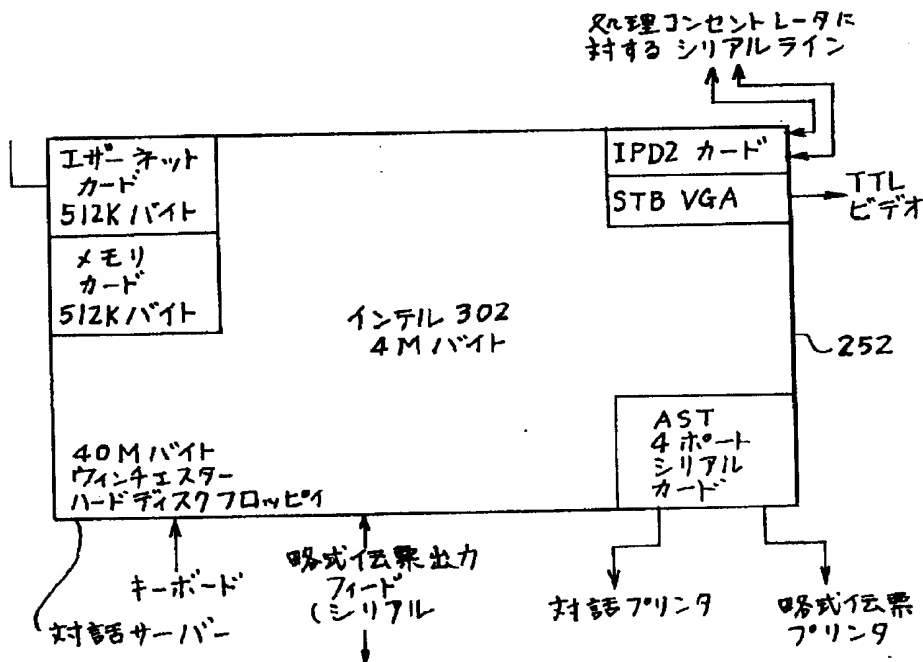 処理コンセントレータに
対する シリアルライン
エザーネット
カード
512Kバイト
メモリ
カード
512Kバイト
IPD2 カード
STB VGA
TTL
ビデオ
インテル 302
4Mバイト
252
40Mバイト
ウィンチェスター
ハードディスクフロッピィ
AST
4ポート
シリアル
カード
キーボード
略式伝票出力
フィード
(シリアル
対話サーバー
対話プリンタ
略式伝票
プリンタ